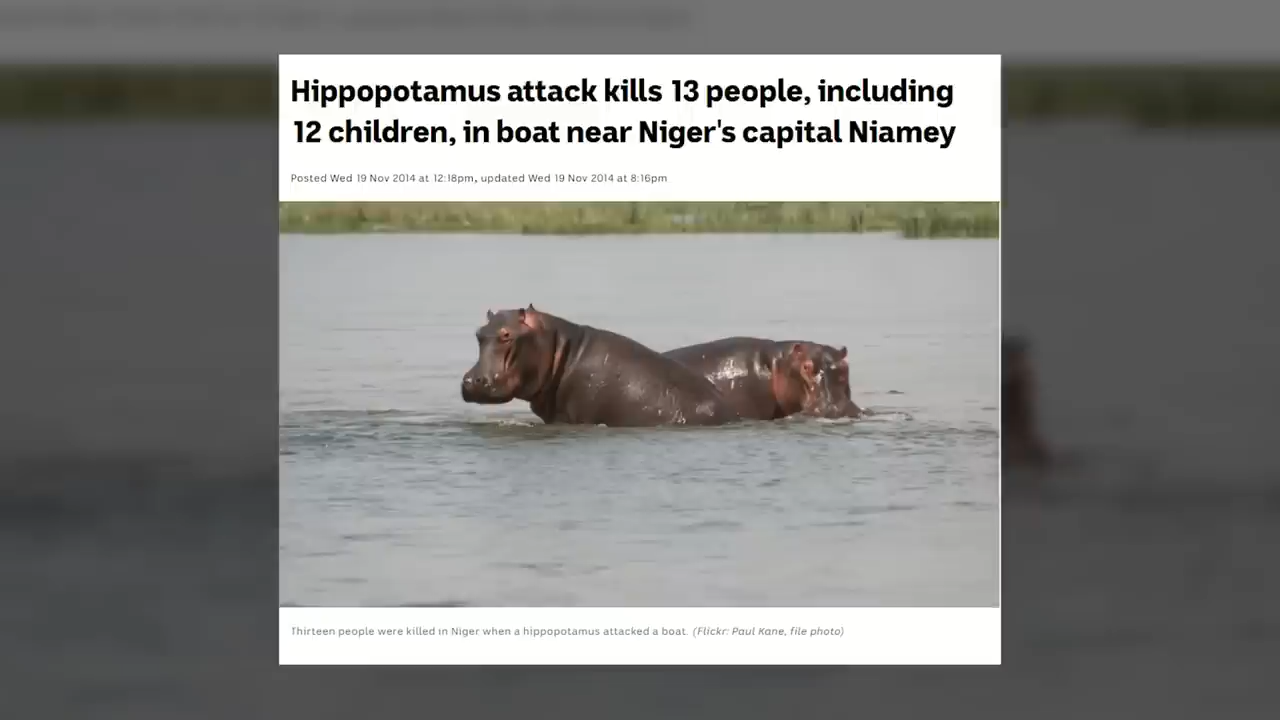 Hippopotamus attack kills 13 people, including
12 children, in boat near Niger's capital Niamey
Posted Wed 19 Nov 2014 at 12:18pm, updated Wed 19 Nov 2014 at 8:16pm
Thirteen people were killed in Niger when a hippopotamus attacked a boat. (Flickr: Paul Kane, file photo)